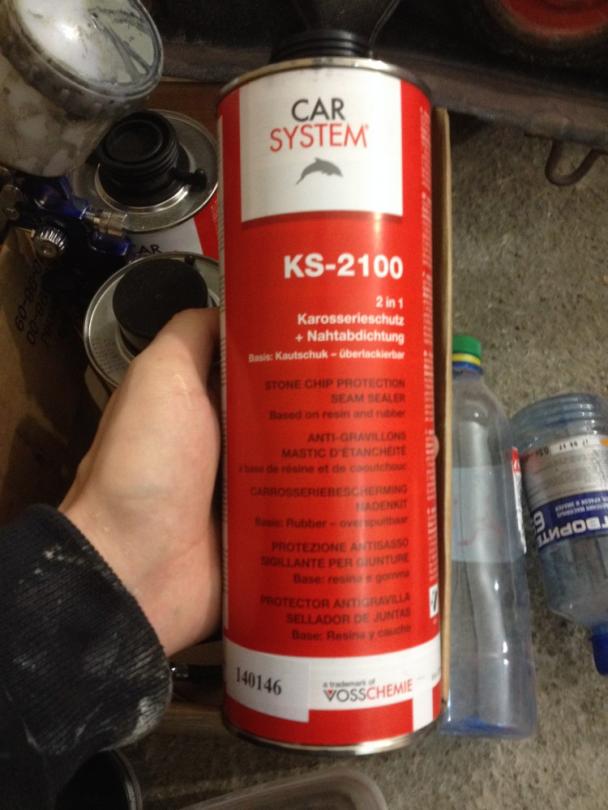 CAR
SYSTEM
KS-2100
2 in 1
Karosserieschutz
+ Nahtabdichtung
Basis: Kautschuk – überlackierbar
STONE CHIP PROTECTION
SEAM SEALER
Based on resin and rubber
ANTI-GRAVILLONS
MASTIC D'ÉTANCHÉITÉ
à base de résine et de caoutchouc
CARROSSERIEBESCHERMING
NADENKIT
Basis: Rubber – overspuitbaar
PROTEZIONE ANTISASSO
SIGILLANTE PER GIUNTURE
Base: resina e gomma
PROTECTOR ANTIGRAVILLA
SELLADOR DE JUNTAS
Base: Resina y caucho
140146
a trademark of
VOSSCHEMIE
CAR